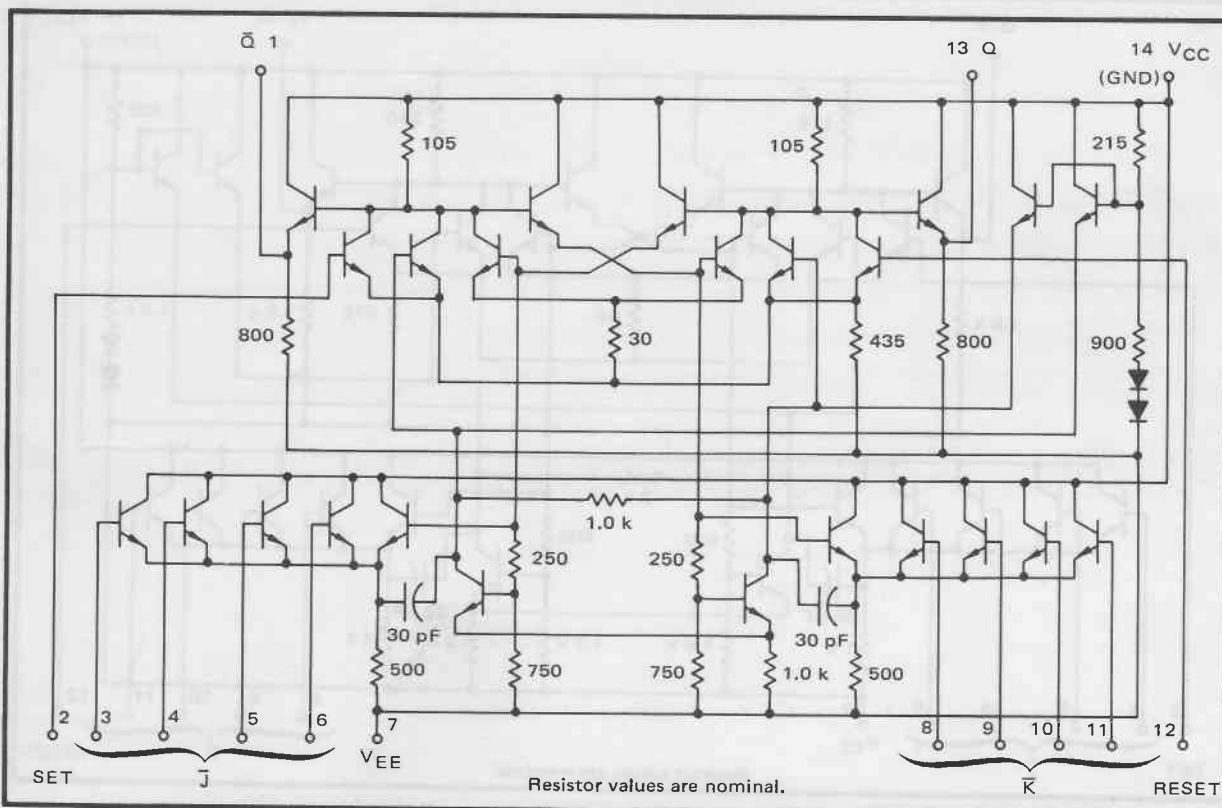 Q̄ 1
13 Q
14 VCC
(GND)
105
105
215
800
30
435
800
900
1.0 k
250
250
30 pF
30 pF
500
750
750
1.0 k
500
2
3
4
5
6
7
8
9
10
11
12
SET
J̄
VEE
K̄
RESET
Resistor values are nominal.